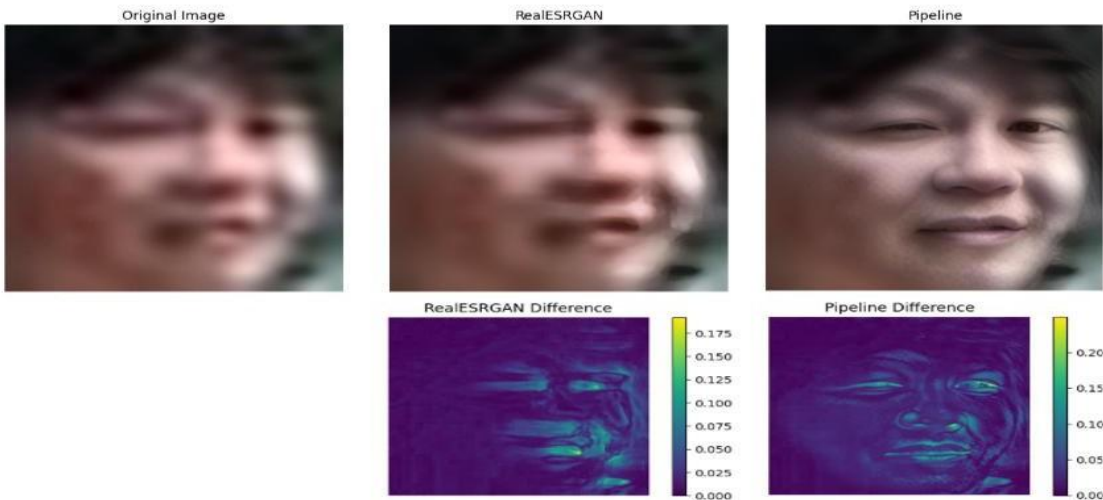 Original Image
RealESRGAN
Pipeline
RealESRGAN Difference
Pipeline Difference
0.175
0.150
0.125
0.100
0.075
0.050
0.025
0.000
0.20
0.15
0.10
0.05
0.00